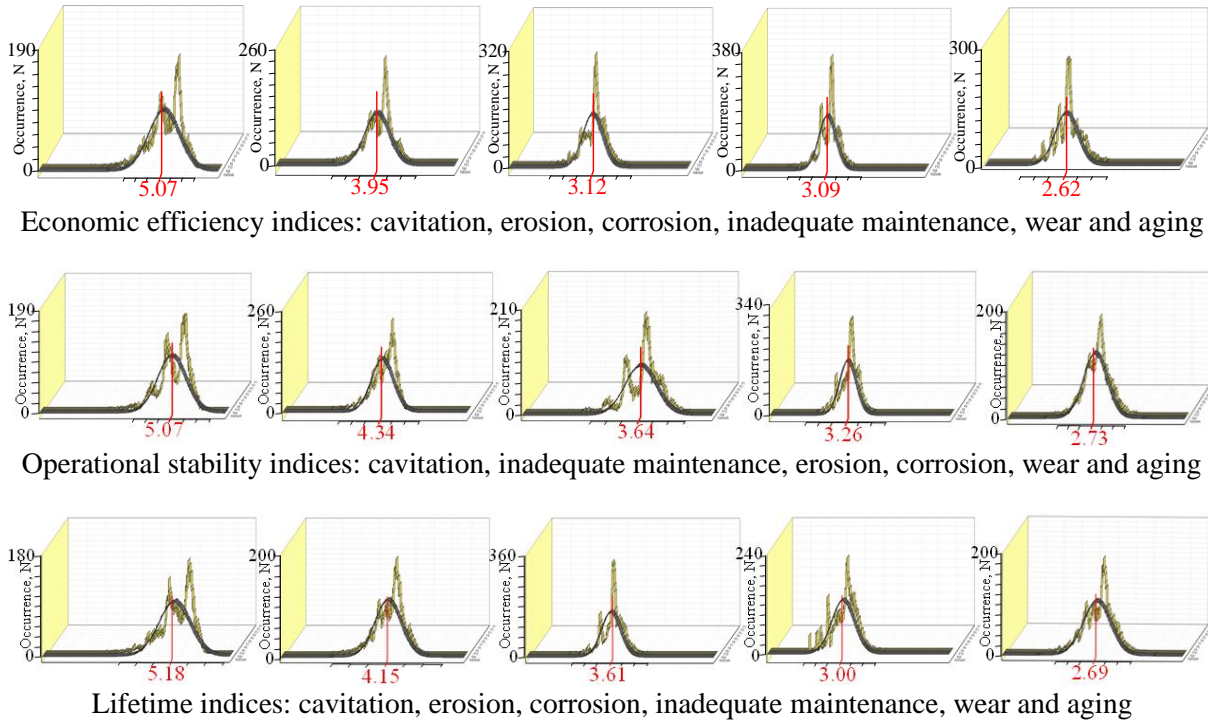 190
Occurrence, N
0
5.07
260
Occurrence, N
0
3.95
320
Occurrence, N
0
3.12
380
Occurrence, N
0
3.09
300
Occurrence, N
0
2.62
Economic efficiency indices: cavitation, erosion, corrosion, inadequate maintenance, wear and aging
190
Occurrence, N
0
5.07
260
Occurrence, N
0
4.34
210
Occurrence, N
0
3.64
340
Occurrence, N
0
3.26
200
Occurrence, N
0
2.73
Operational stability indices: cavitation, inadequate maintenance, erosion, corrosion, wear and aging
180
Occurrence, N
0
5.18
200
Occurrence, N
0
4.15
360
Occurrence, N
0
3.61
240
Occurrence, N
0
3.00
200
Occurrence, N
0
2.69
Lifetime indices: cavitation, erosion, corrosion, inadequate maintenance, wear and aging